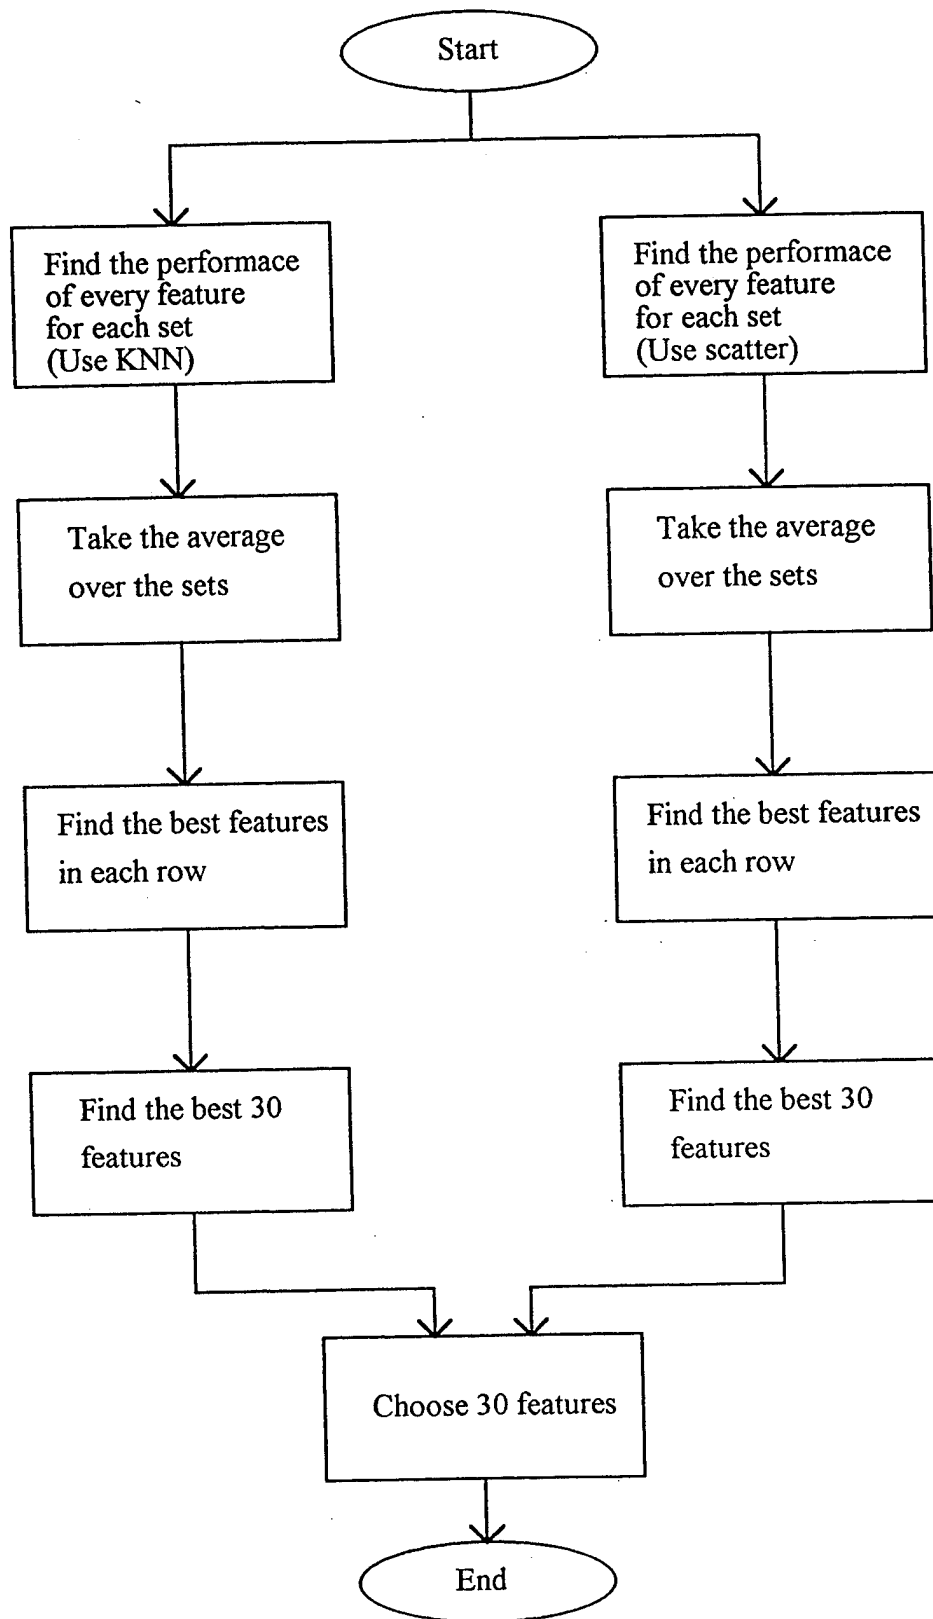 Start
Find the performace
of every feature
for each set
(Use KNN)
Find the performace
of every feature
for each set
(Use scatter)
Take the average
over the sets
Take the average
over the sets
Find the best features
in each row
Find the best features
in each row
Find the best 30
features
Find the best 30
features
Choose 30 features
End